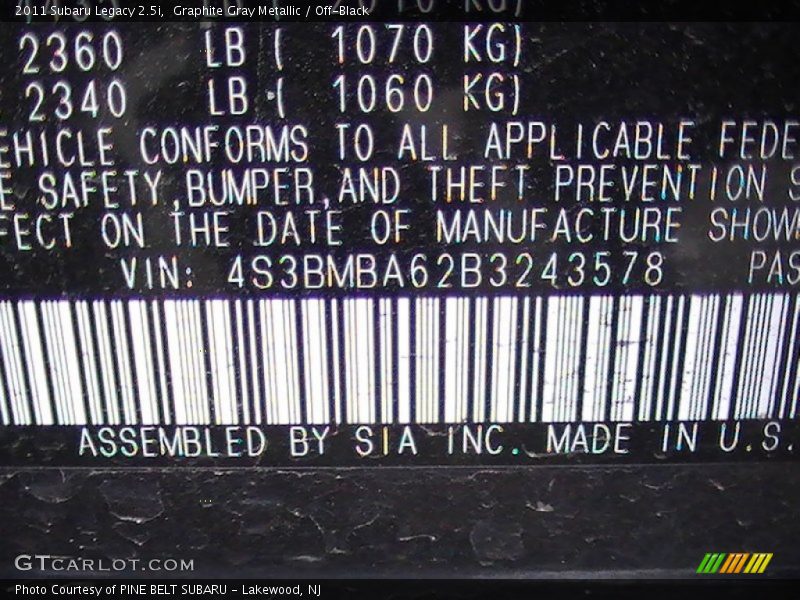 2011 Subaru Legacy 2.5i,  Graphite Gray Metallic / Off-Black
2360 LB ( 1070 KG)
2340 LB ( 1060 KG)
EHICLE CONFORMS TO ALL APPLICABLE FEDE
E SAFETY,BUMPER,AND THEFT PREVENTION S
FECT ON THE DATE OF MANUFACTURE SHOW
VIN: 4S3BMBA62B3243578 PAS
ASSEMBLED BY SIA INC. MADE IN U.S.
GTCARLOT.COM
Photo Courtesy of PINE BELT SUBARU - Lakewood, NJ